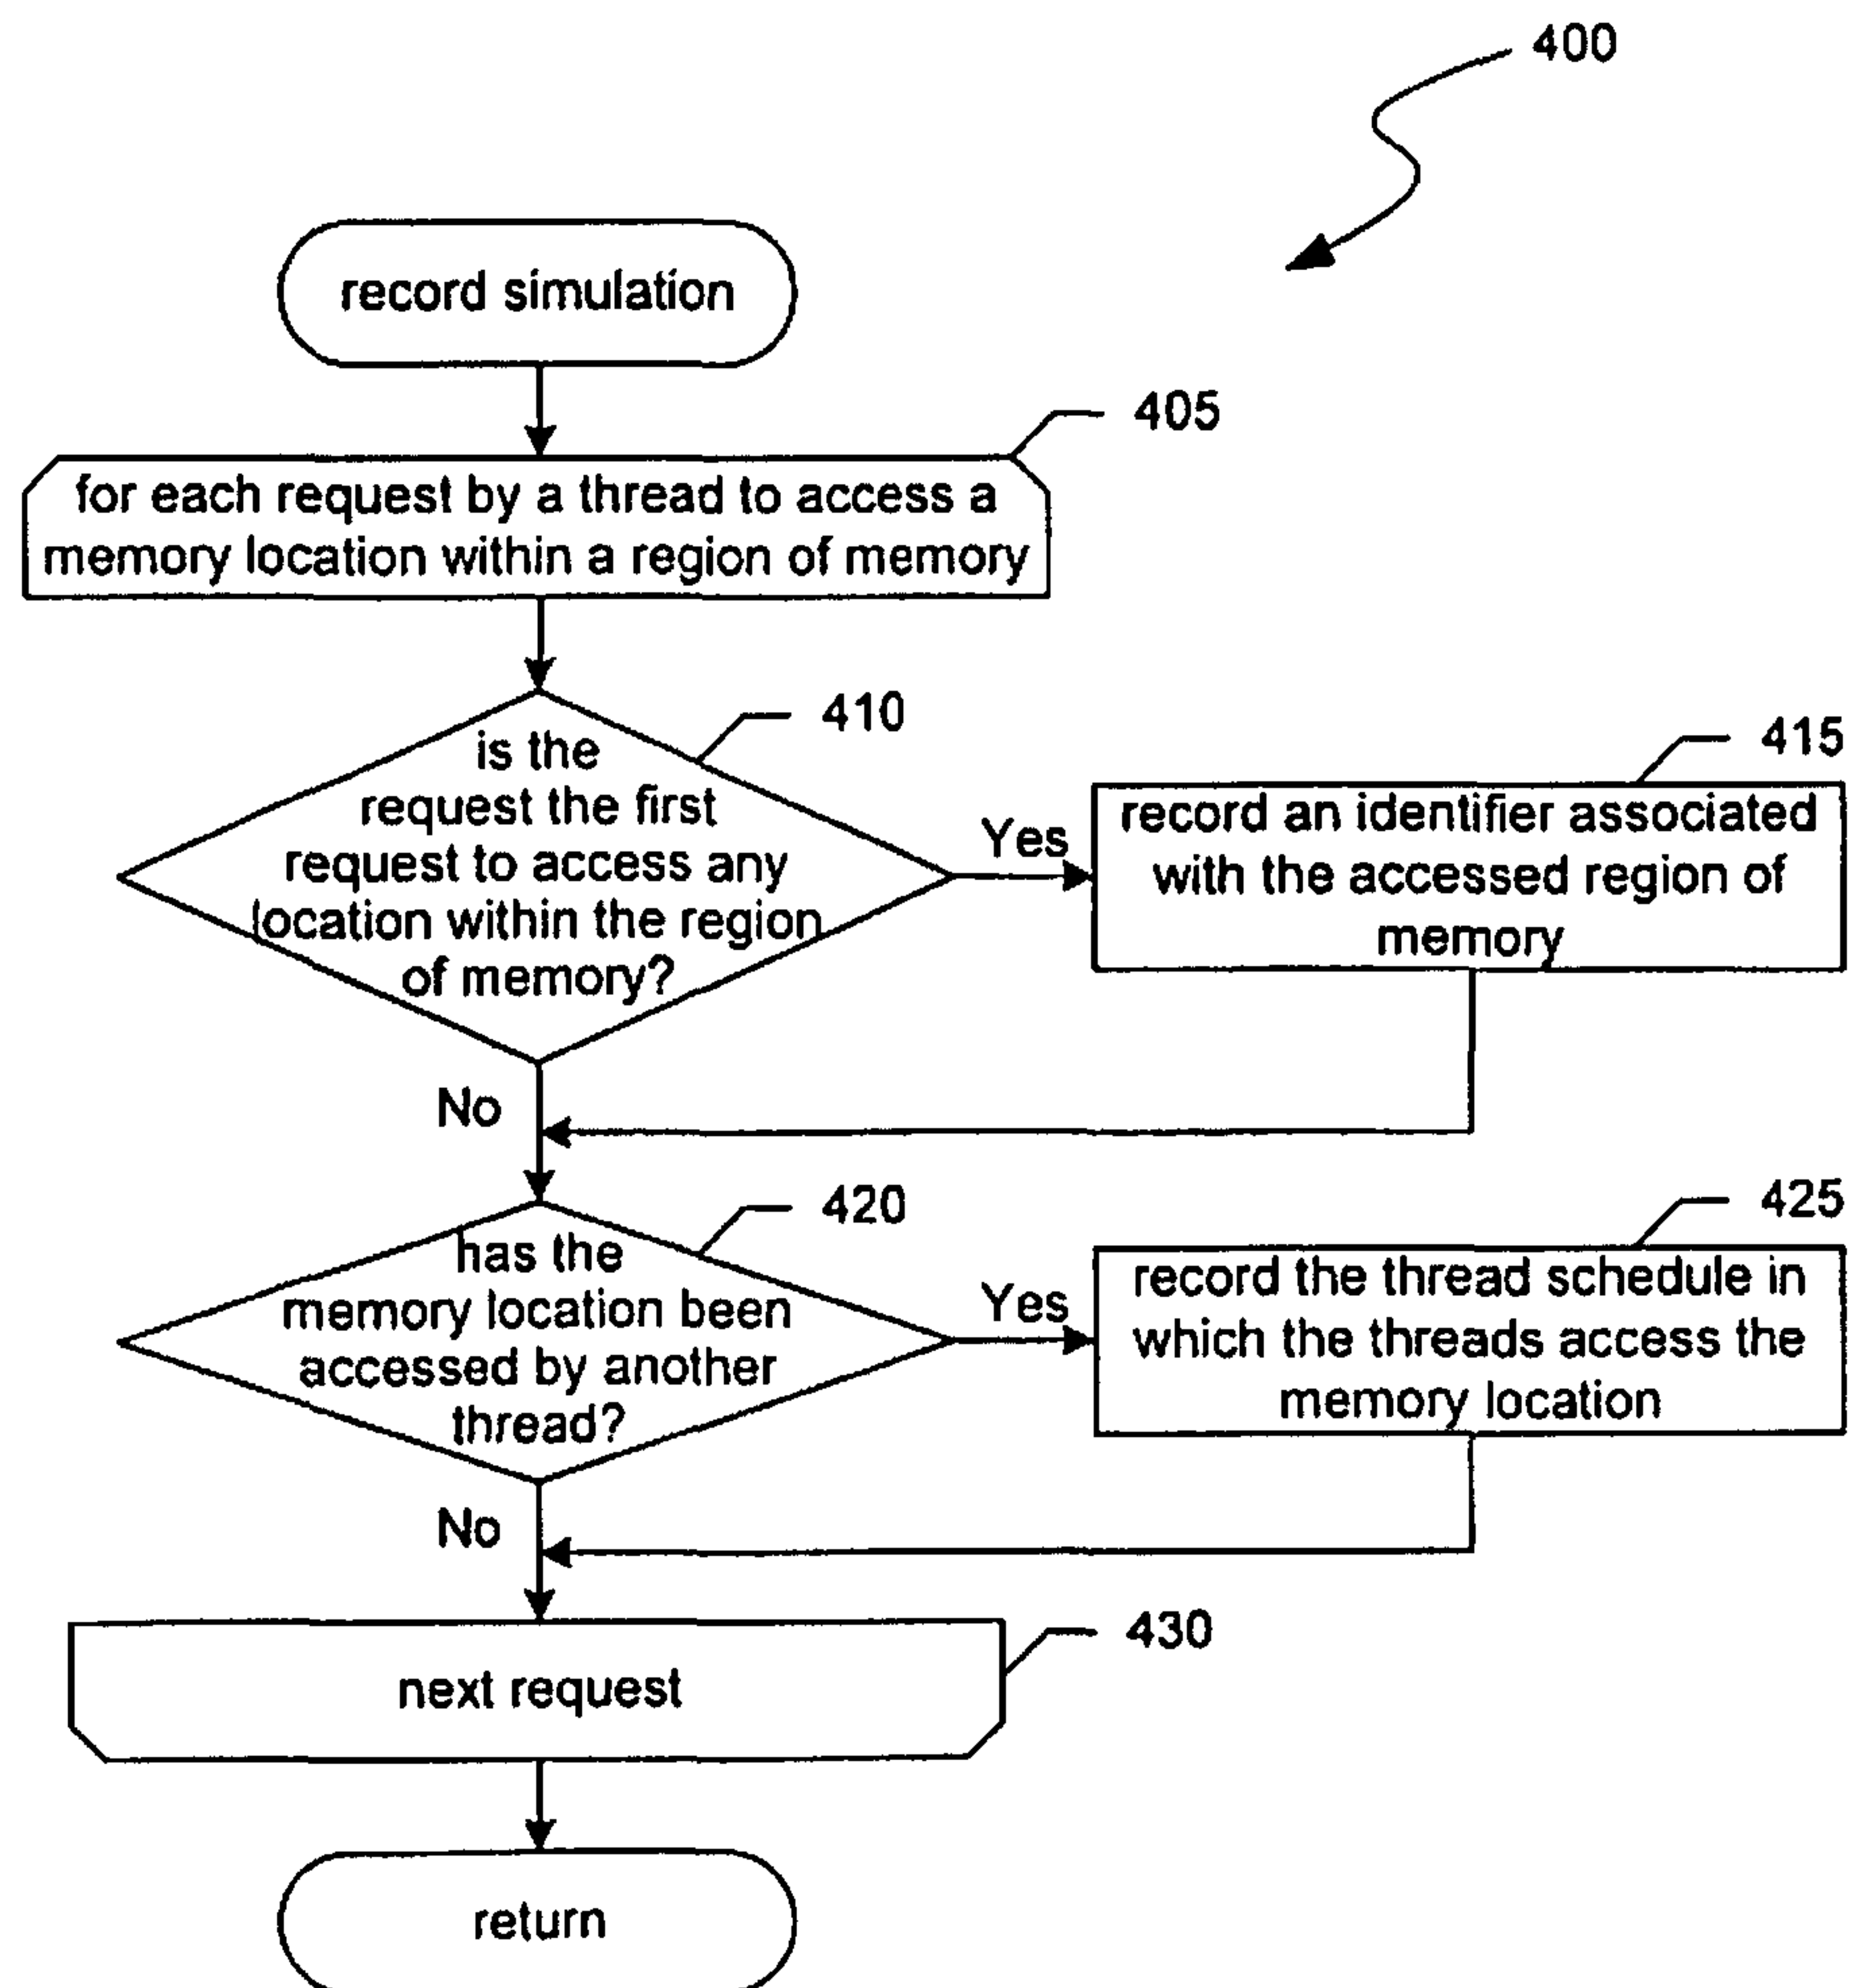 400
record simulation
405
for each request by a thread to access a
memory location within a region of memory
410
is the
request the first
request to access any
location within the region
of memory?
Yes
415
record an identifier associated
with the accessed region of
memory
No
420
has the
memory location been
accessed by another
thread?
Yes
425
record the thread schedule in
which the threads access the
memory location
No
430
next request
return